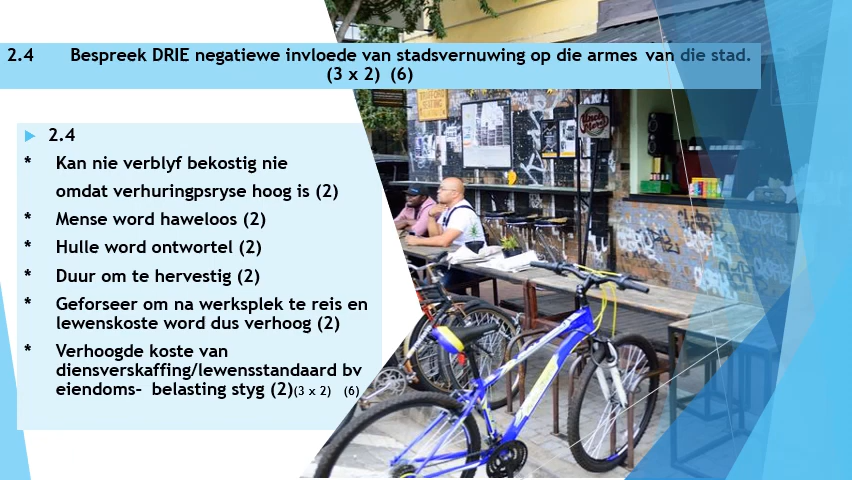 2.4 Bespreek DRIE negatiewe invloede van stadsvernuwing op die armes van die stad.
(3 x 2) (6)
2.4
* Kan nie verblyf bekostig nie
omdat verhuringpsryse hoog is (2)
* Mense word haweloos (2)
* Hulle word ontwortel (2)
* Duur om te hervestig (2)
* Geforseer om na werksplek te reis en
lewenskoste word dus verhoog (2)
* Verhoogde koste van
diensverskaffing/lewensstandaard bv
eiendoms- belasting styg (2)(3 x 2) (6)